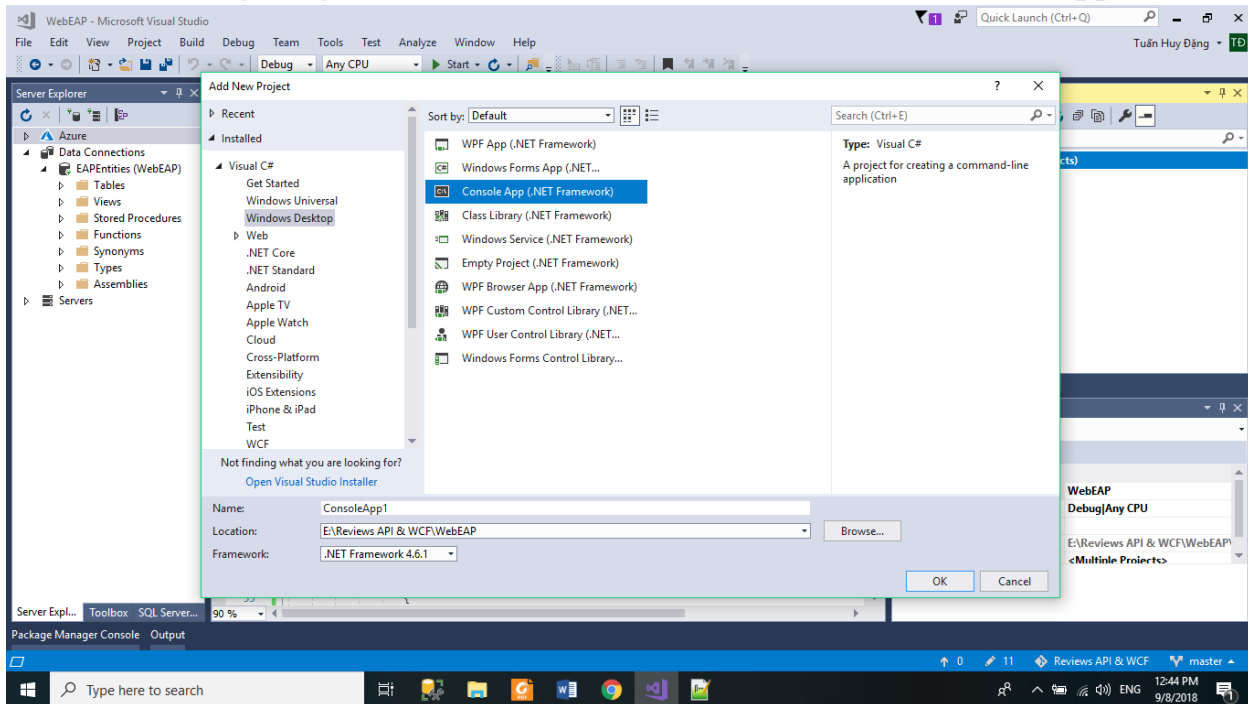 WebEAP - Microsoft Visual Studio
1
Quick Launch (Ctrl+Q)
File Edit View Project Build Debug Team Tools Test Analyze Window Help
Tuấn Huy Đặng TĐ
Debug Any CPU Start
Server Explorer
Azure
Data Connections
EAPEntities (WebEAP)
Tables
Views
Stored Procedures
Functions
Synonyms
Types
Assemblies
Servers
Add New Project ? ×
Recent
Installed
Visual C#
Get Started
Windows Universal
Windows Desktop
Web
.NET Core
.NET Standard
Android
Apple TV
Apple Watch
Cloud
Cross-Platform
Extensibility
iOS Extensions
iPhone & iPad
Test
WCF
Not finding what you are looking for?
Open Visual Studio Installer
Sort by: Default
Search (Ctrl+E)
WPF App (.NET Framework)
Windows Forms App (.NET...
Console App (.NET Framework)
Class Library (.NET Framework)
Windows Service (.NET Framework)
Empty Project (.NET Framework)
WPF Browser App (.NET Framework)
WPF Custom Control Library (.NET...
WPF User Control Library (.NET...
Windows Forms Control Library...
Type: Visual C#
A project for creating a command-line
application
Name: ConsoleApp1
Location: E:\Reviews API & WCF\WebEAP
Browse...
Framework: .NET Framework 4.6.1
OK Cancel
cts)
WebEAP
Debug|Any CPU
E:\Reviews API & WCF\WebEAP\
<Multiple Projects>
Server Expl... Toolbox SQL Server...
90 %
Package Manager Console Output
0 11 Reviews API & WCF master
Type here to search
ENG
12:44 PM
9/8/2018
1